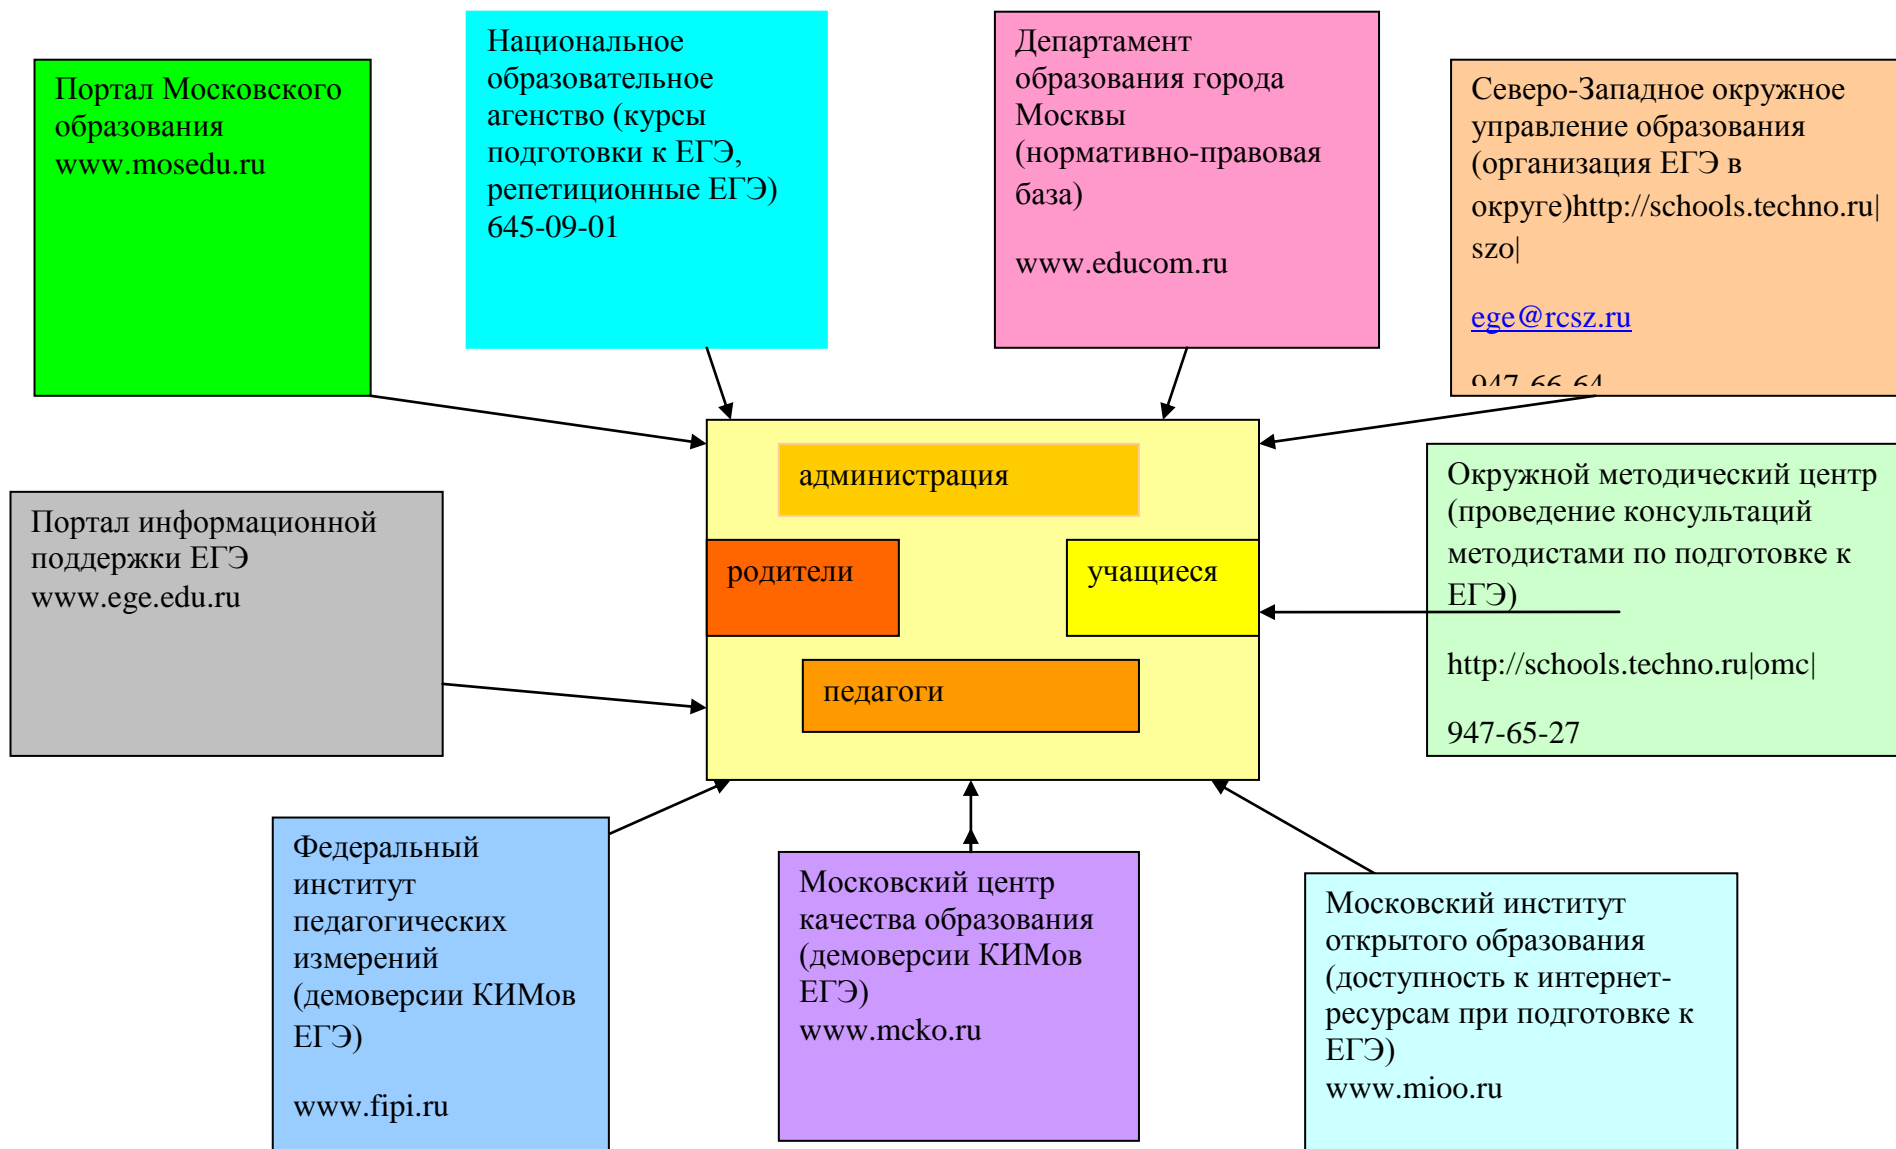 Портал Московского
образования
www.mosedu.ru
Национальное
образовательное
агенство (курсы
подготовки к ЕГЭ,
репетиционные ЕГЭ)
645-09-01
Департамент
образования города
Москвы
(нормативно-правовая
база)
www.educom.ru
Северо-Западное окружное
управление образования
(организация ЕГЭ в
округе)http://schools.techno.ru|
szo|
ege@rcsz.ru
947-66-64
администрация
родители
учащиеся
педагоги
Портал информационной
поддержки ЕГЭ
www.ege.edu.ru
Окружной методический центр
(проведение консультаций
методистами по подготовке к
ЕГЭ)
http://schools.techno.ru|omc|
947-65-27
Федеральный
институт
педагогических
измерений
(демоверсии КИМов
ЕГЭ)
www.fipi.ru
Московский центр
качества образования
(демоверсии КИМов
ЕГЭ)
www.mcko.ru
Московский институт
открытого образования
(доступность к интернет-
ресурсам при подготовке к
ЕГЭ)
www.mioo.ru